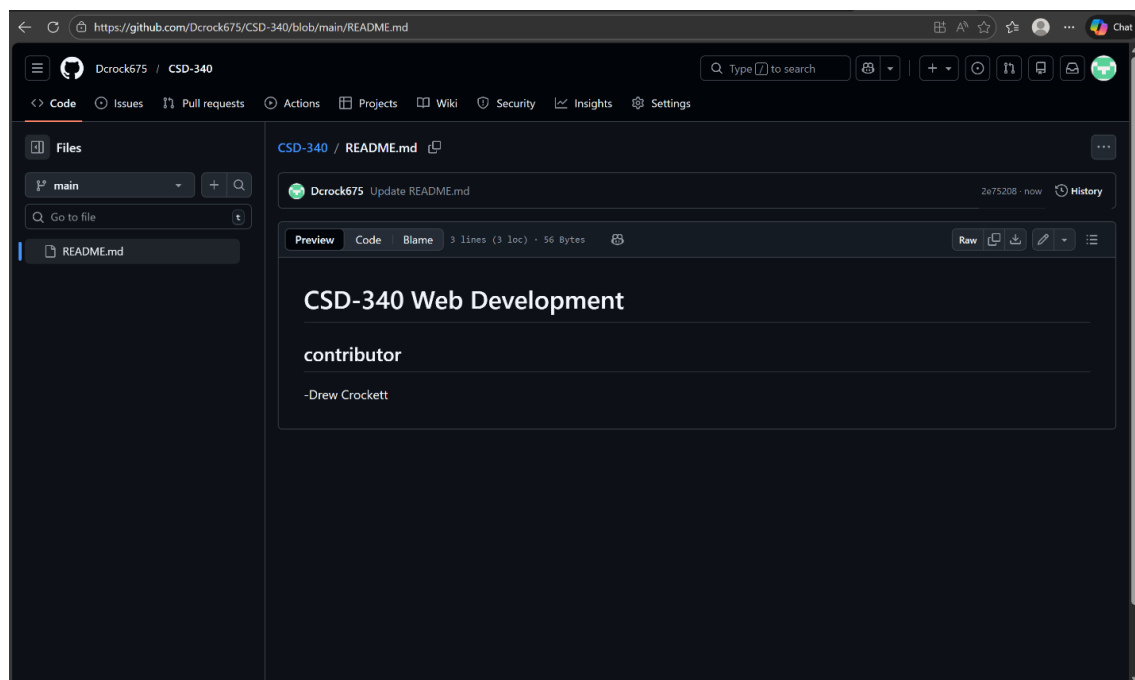 https://github.com/Dcrock675/CSD-340/blob/main/README.md
Chat
Dcrock675 / CSD-340
Type / to search
Code
Issues
Pull requests
Actions
Projects
Wiki
Security
Insights
Settings
Files
CSD-340 / README.md
main
Dcrock675 Update README.md
2e75208 · now
History
Go to file
t
Preview
Code
Blame
3 lines (3 loc) · 56 Bytes
Raw
README.md
CSD-340 Web Development
contributor
-Drew Crockett